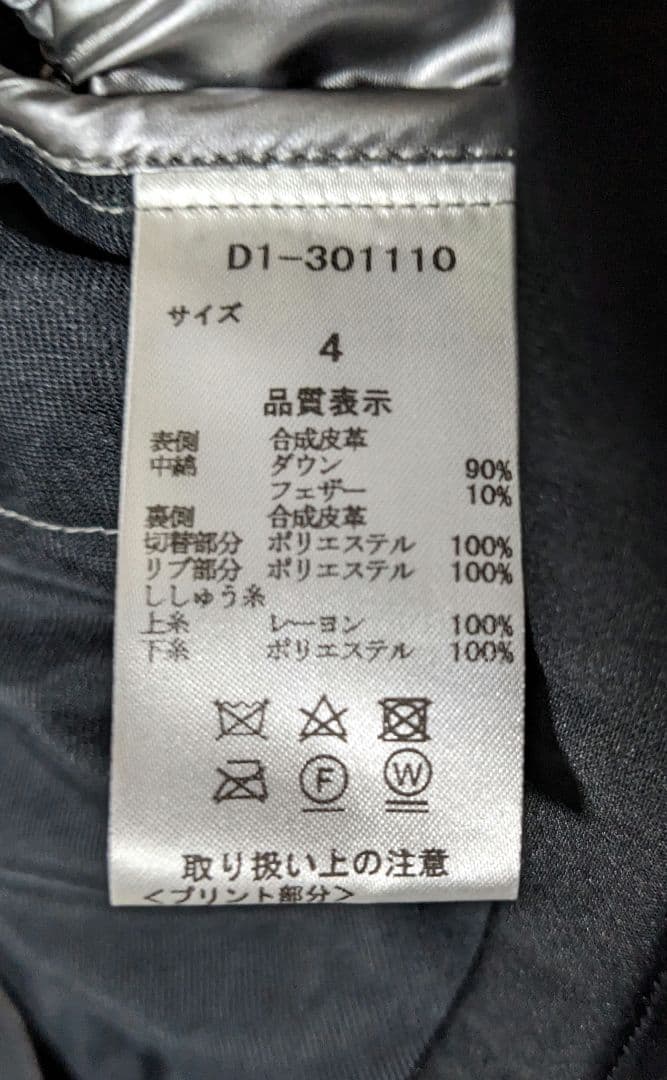 D1-301110
サイズ
4
品質表示
表側 合成皮革
中綿 ダウン 90%
フェザー 10%
裏側 合成皮革
切替部分 ポリエステル 100%
リブ部分 ポリエステル 100%
ししゅう糸
上糸 レーヨン 100%
下糸 ポリエステル 100%
F W
取り扱い上の注意
<プリント部分>